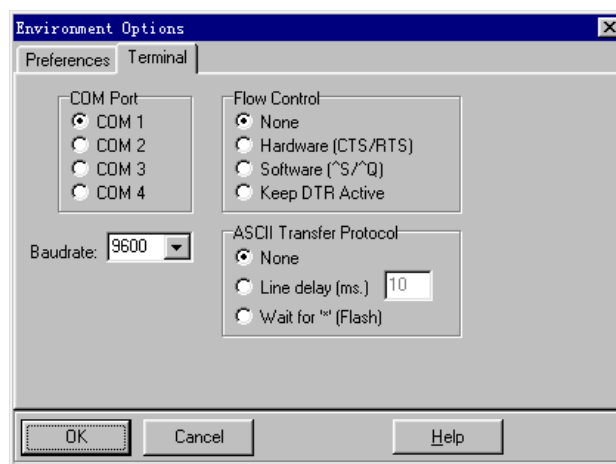 Environment Options
Preferences Terminal
COM Port
COM 1
COM 2
COM 3
COM 4
Baudrate: 9600
Flow Control
None
Hardware (CTS/RTS)
Software (^S/^Q)
Keep DTR Active
ASCII Transfer Protocol
None
Line delay (ms.) 10
Wait for '*' (Flash)
OK Cancel Help